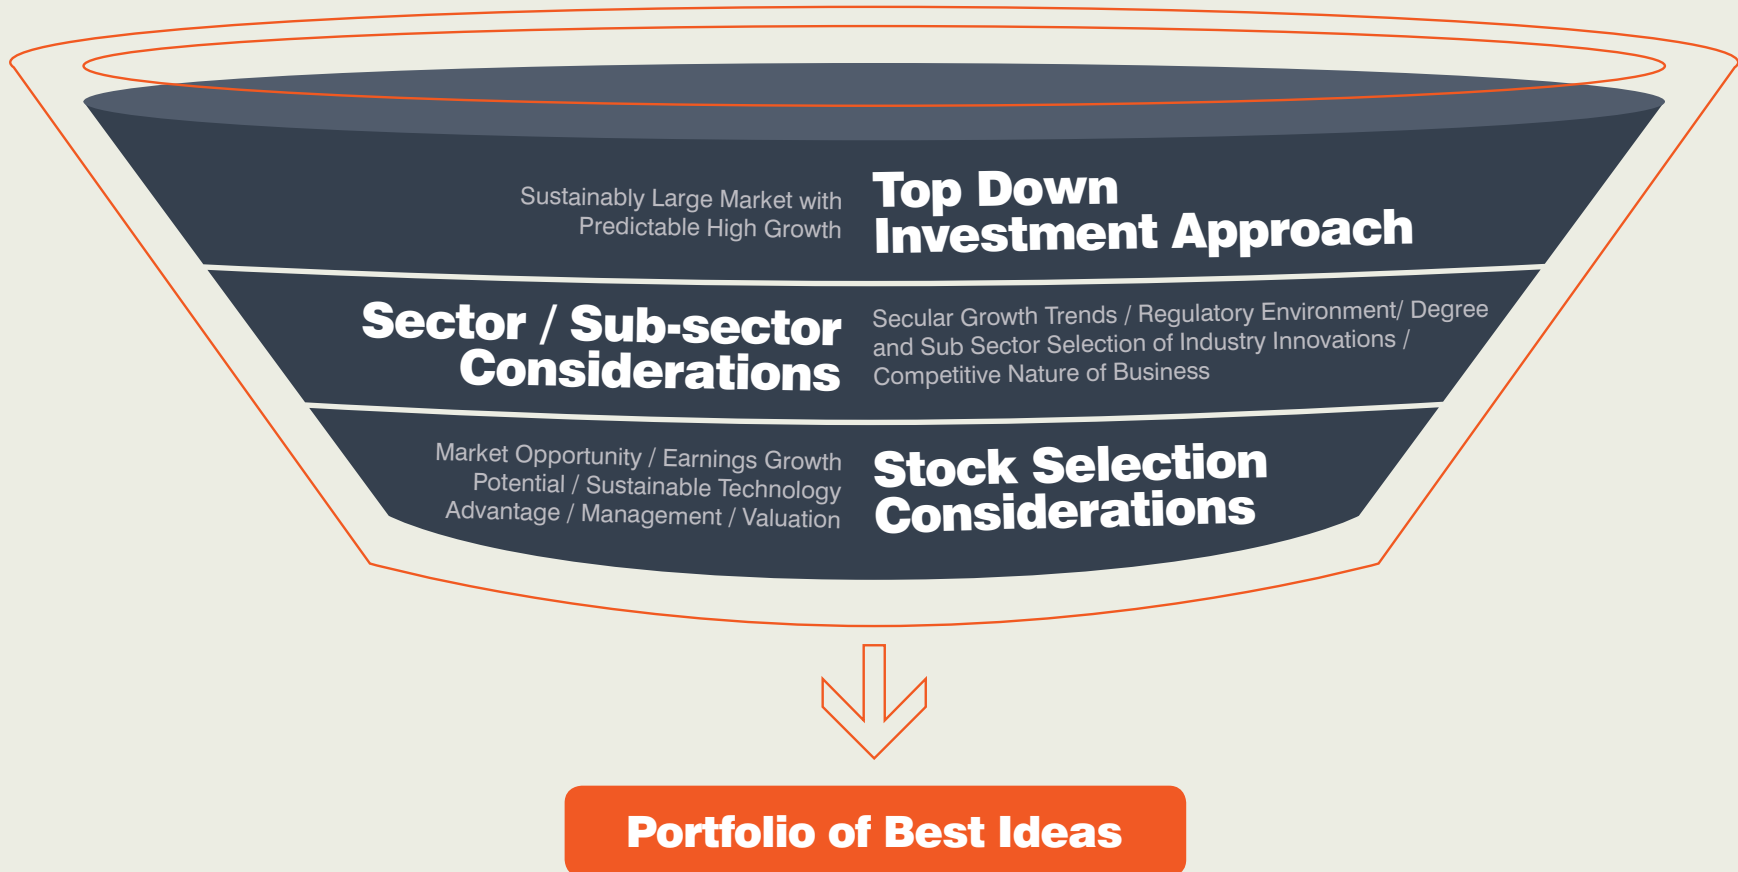 Sustainably Large Market with
Predictable High Growth
Top Down
Investment Approach
Sector / Sub-sector
Considerations
Secular Growth Trends / Regulatory Environment/ Degree
and Sub Sector Selection of Industry Innovations /
Competitive Nature of Business
Market Opportunity / Earnings Growth
Potential / Sustainable Technology
Advantage / Management / Valuation
Stock Selection
Considerations
Portfolio of Best Ideas